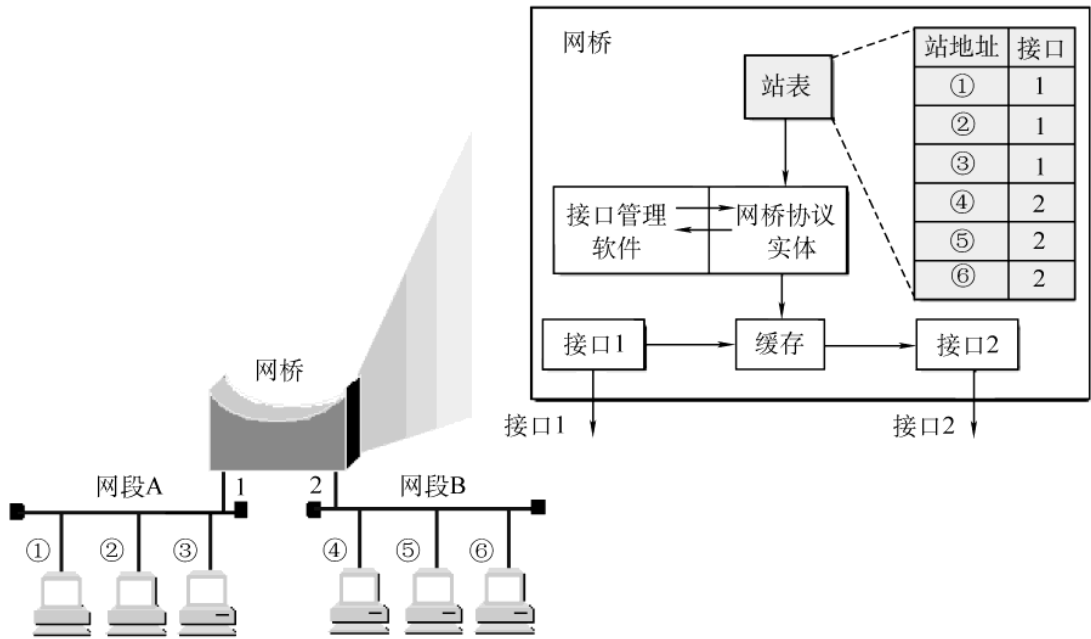 网桥
站表
站地址 接口
① 1
② 1
③ 1
④ 2
⑤ 2
⑥ 2
接口管理
软件
网桥协议
实体
接口1
缓存
接口2
接口1
接口2
网桥
网段A
1
2
网段B
①
②
③
④
⑤
⑥